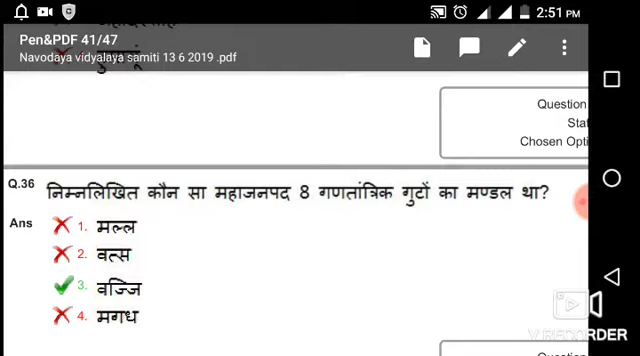 2:51 PM
Pen&PDF 41/47
Navodaya vidyalaya samiti 13 6 2019 .pdf
Question
Stat
Chosen Opti
Q.36 निम्नलिखित कौन सा महाजनपद 8 गणतांत्रिक गुटों का मण्डल था?
Ans
1. मल्ल
2. वत्स
3. वज्जि
4. मगध
V RECORDER
Question